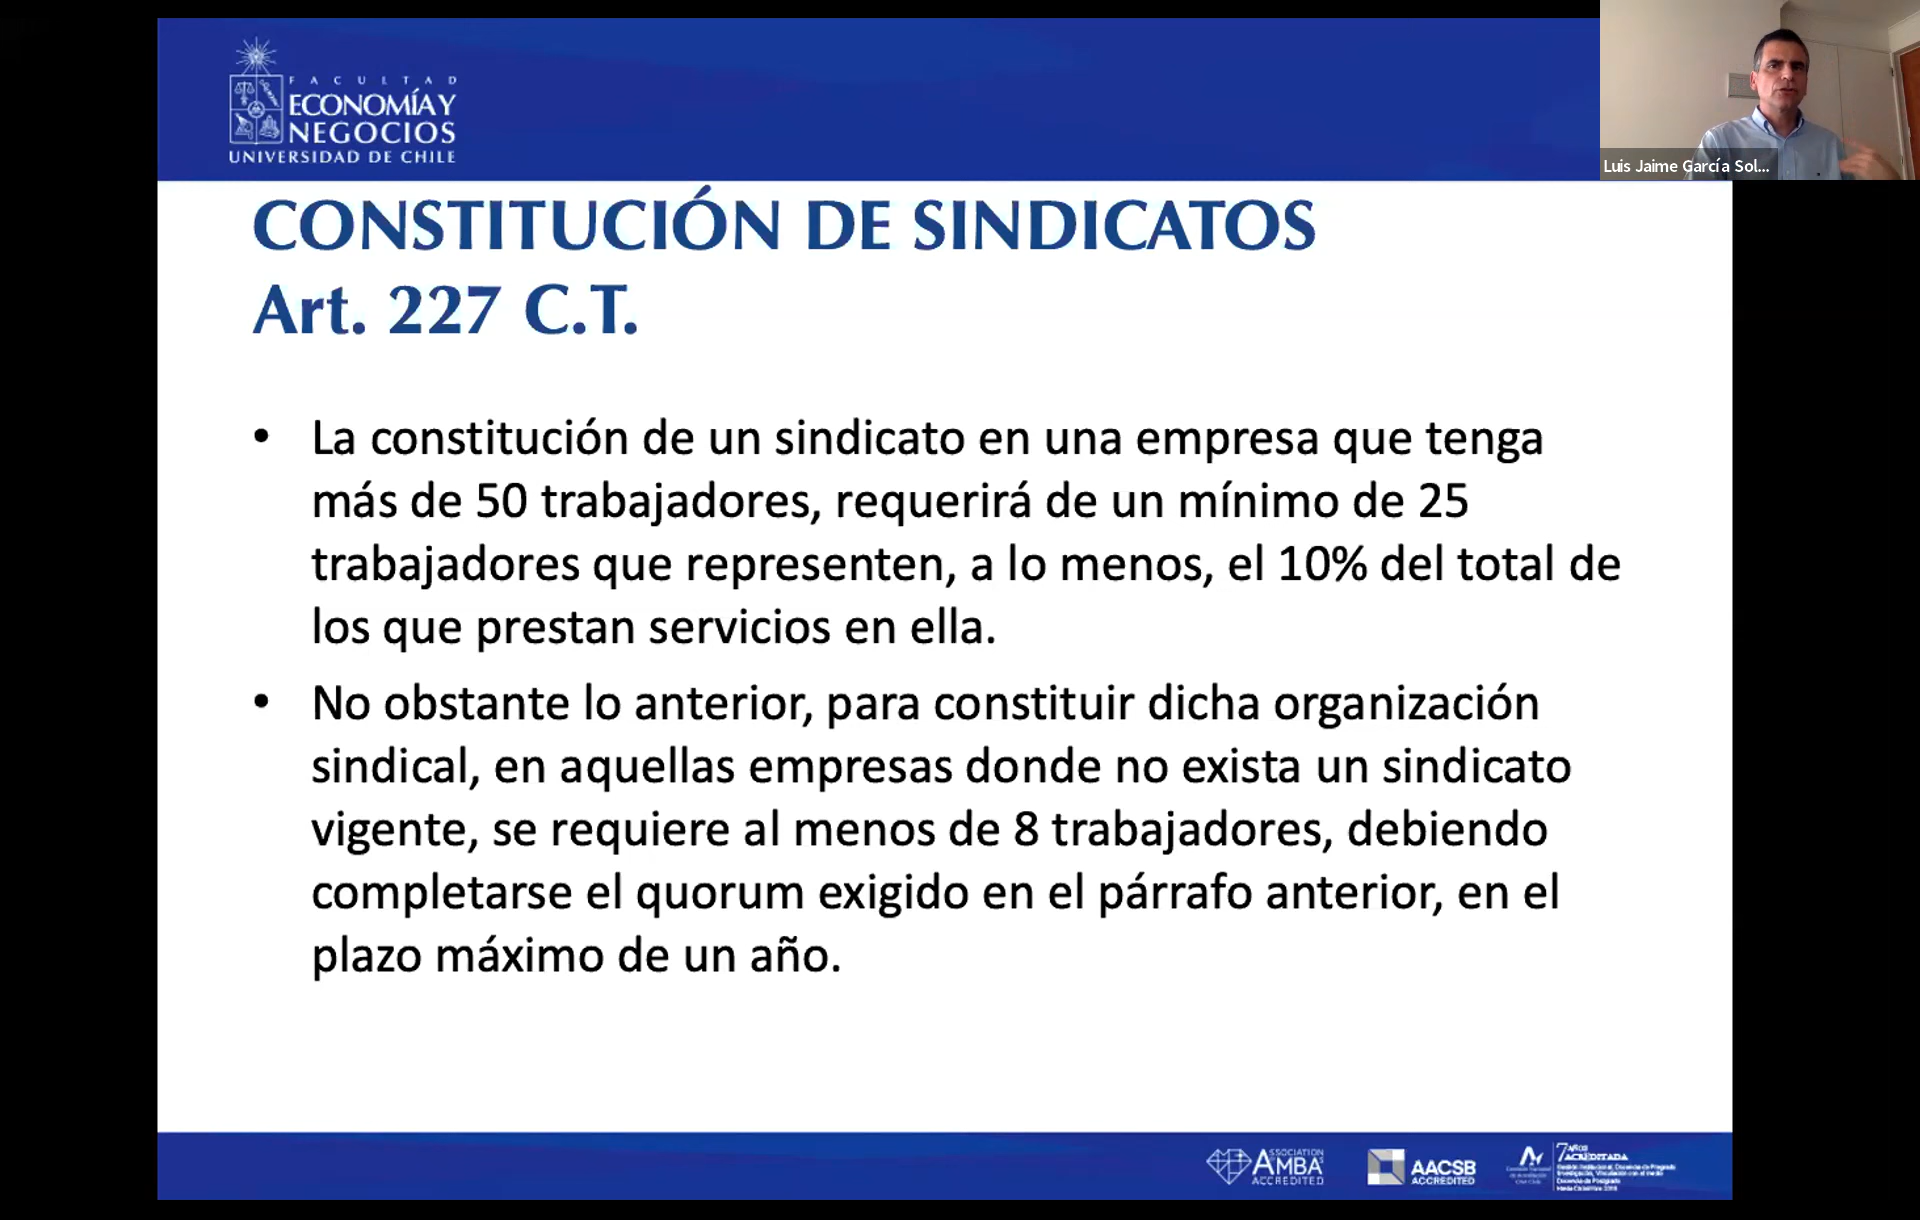 FACULTAD
ECONOMÍA Y
NEGOCIOS
UNIVERSIDAD DE CHILE
Luis Jaime García Sol...
CONSTITUCIÓN DE SINDICATOS
Art. 227 C.T.
• La constitución de un sindicato en una empresa que tenga
más de 50 trabajadores, requerirá de un mínimo de 25
trabajadores que representen, a lo menos, el 10% del total de
los que prestan servicios en ella.
• No obstante lo anterior, para constituir dicha organización
sindical, en aquellas empresas donde no exista un sindicato
vigente, se requiere al menos de 8 trabajadores, debiendo
completarse el quorum exigido en el párrafo anterior, en el
plazo máximo de un año.
ASSOCIATION
AMBA
ACCREDITED
AACSB
ACCREDITED
7 AÑOS
ACREDITADA